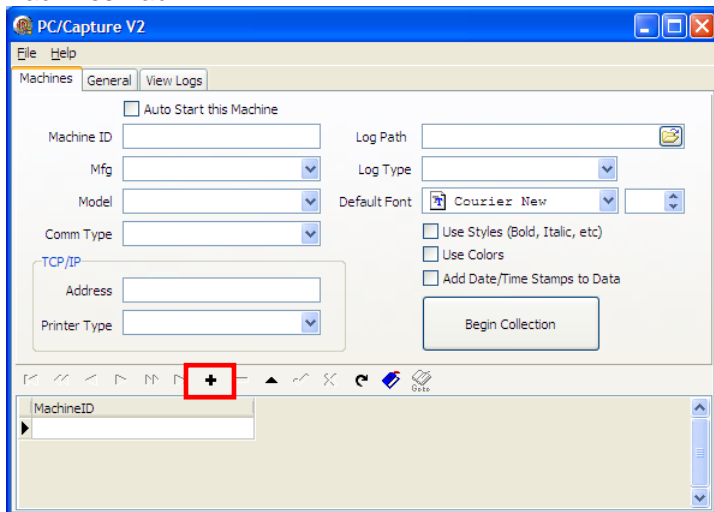 PC/Capture V2
File Help
Machines General View Logs
Auto Start this Machine
Machine ID
Log Path
Mfg
Log Type
Model
Default Font Courier New
Comm Type
Use Styles (Bold, Italic, etc)
Use Colors
TCP/IP
Add Date/Time Stamps to Data
Address
Printer Type
Begin Collection
Goto
MachineID